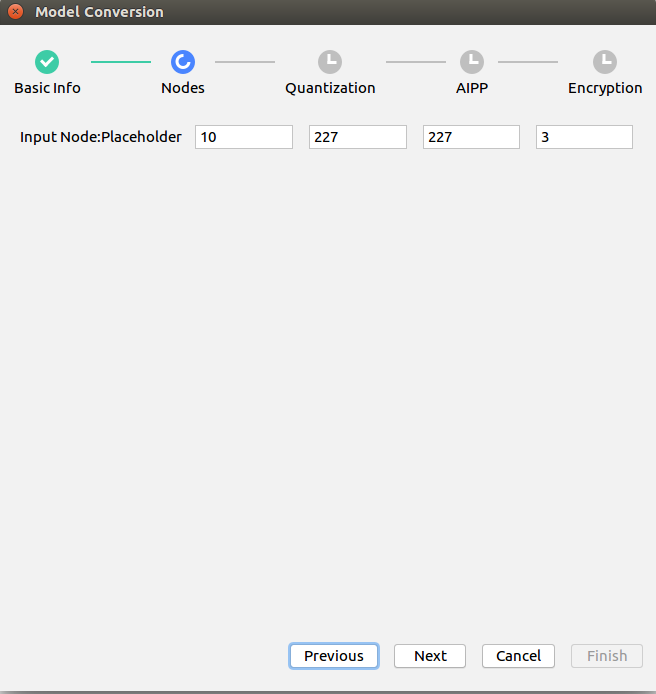 Model Conversion
Basic Info Nodes Quantization AIPP Encryption
Input Node:Placeholder 10 227 227 3
Previous Next Cancel Finish